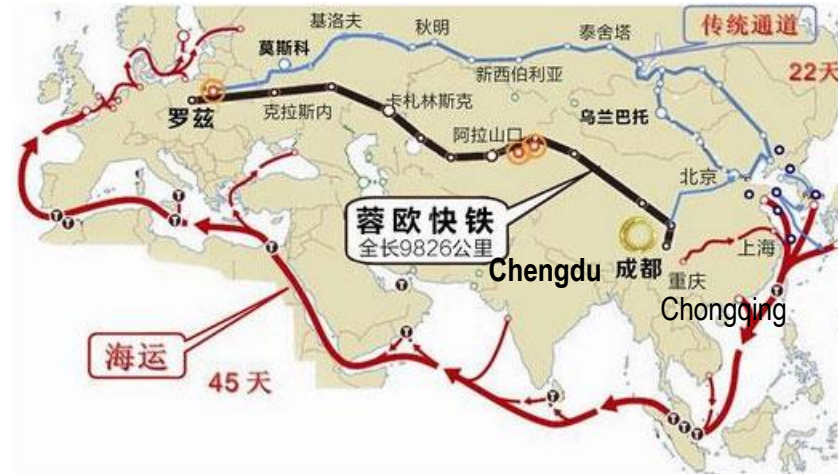 基洛夫
秋明
泰舍塔
传统通道
莫斯科
22天
新西伯利亚
罗兹
克拉斯内
卡札林斯克
乌兰巴托
阿拉山口
北京
蓉欧快铁
全长9826公里
上海
Chengdu 成都
重庆
Chongqing
海运
45天